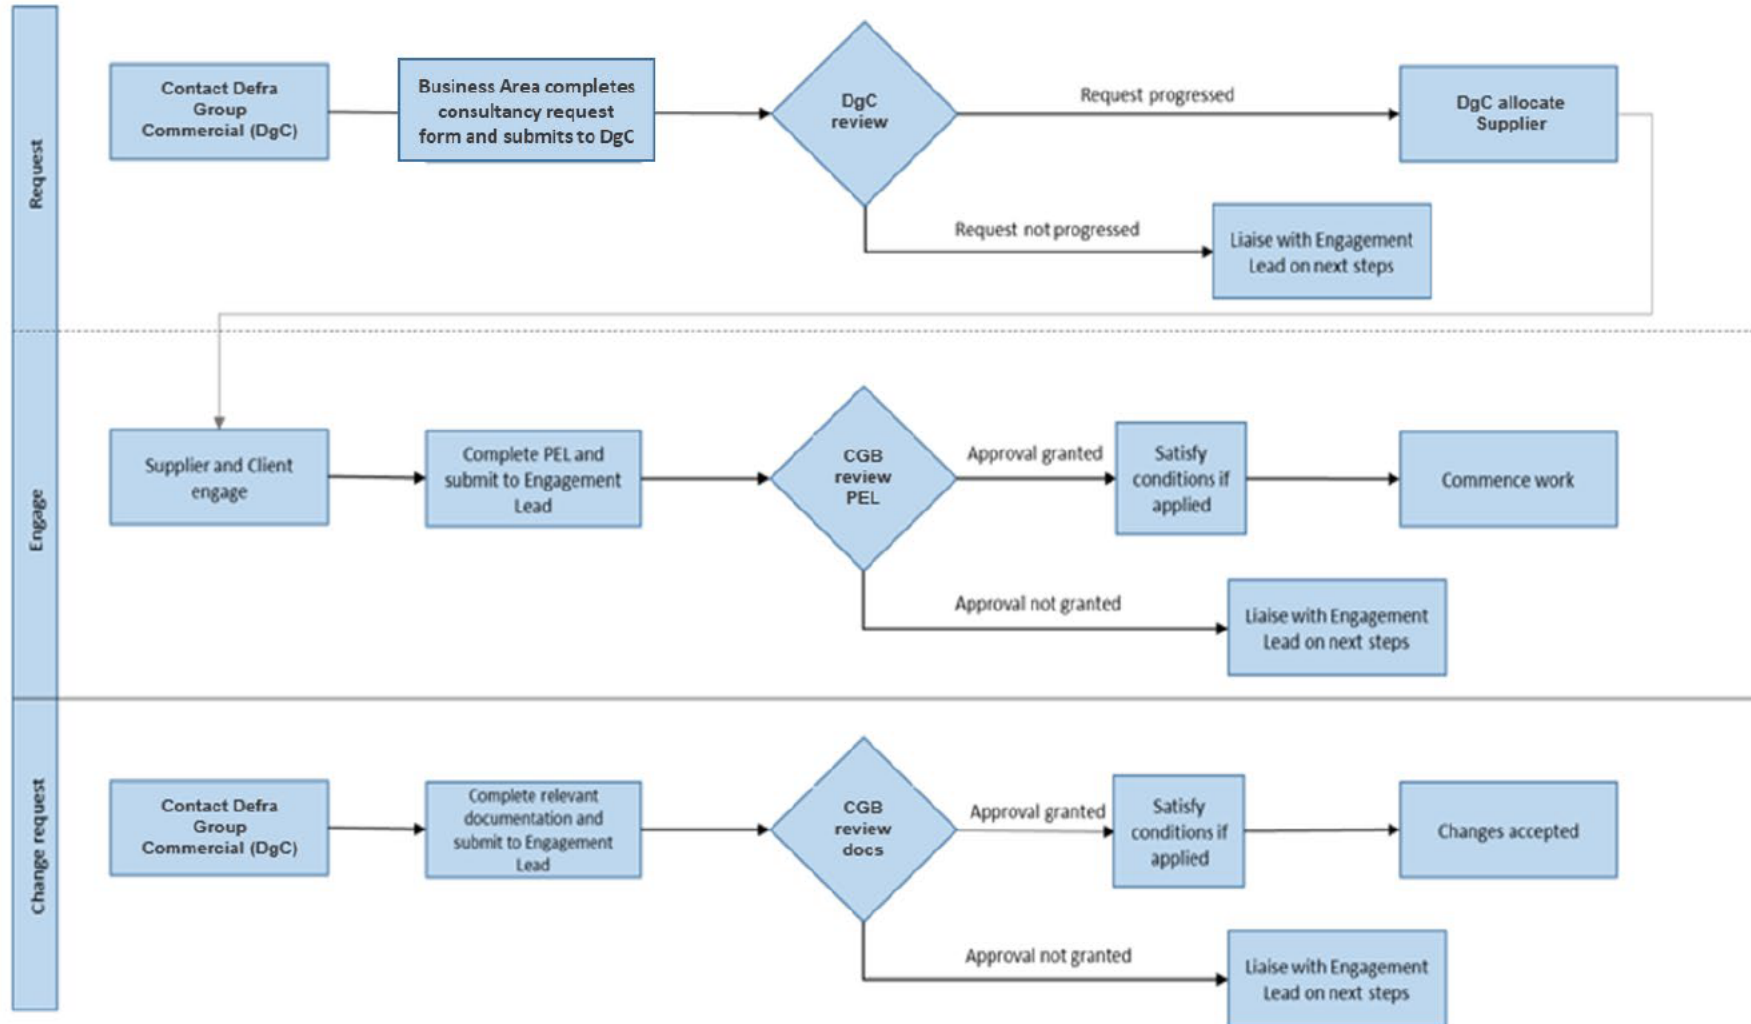 Request
Contact Defra
Group
Commercial (DgC)
Business Area completes
consultancy request
form and submits to DgC
DgC
review
Request progressed
DgC allocate
Supplier
Request not progressed
Liaise with Engagement
Lead on next steps
Engage
Supplier and Client
engage
Complete PEL and
submit to Engagement
Lead
CGB
review
PEL
Approval granted
Satisfy
conditions if
applied
Commence work
Approval not granted
Liaise with Engagement
Lead on next steps
Change request
Contact Defra
Group
Commercial (DgC)
Complete relevant
documentation and
submit to Engagement
Lead
CGB
review
docs
Approval granted
Satisfy
conditions if
applied
Changes accepted
Approval not granted
Liaise with Engagement
Lead on next steps